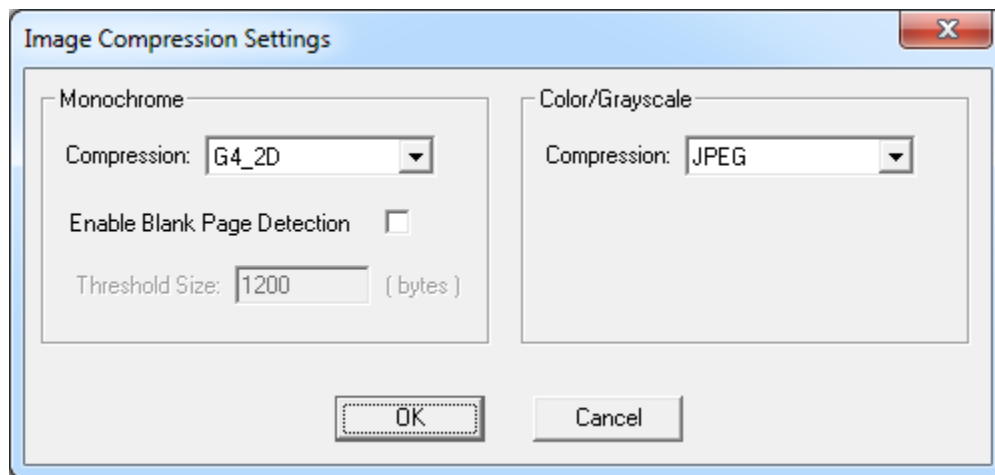 Image Compression Settings
Monochrome
Compression: G4_2D
Enable Blank Page Detection
Threshold Size: 1200 ( bytes )
Color/Grayscale
Compression: JPEG
OK Cancel